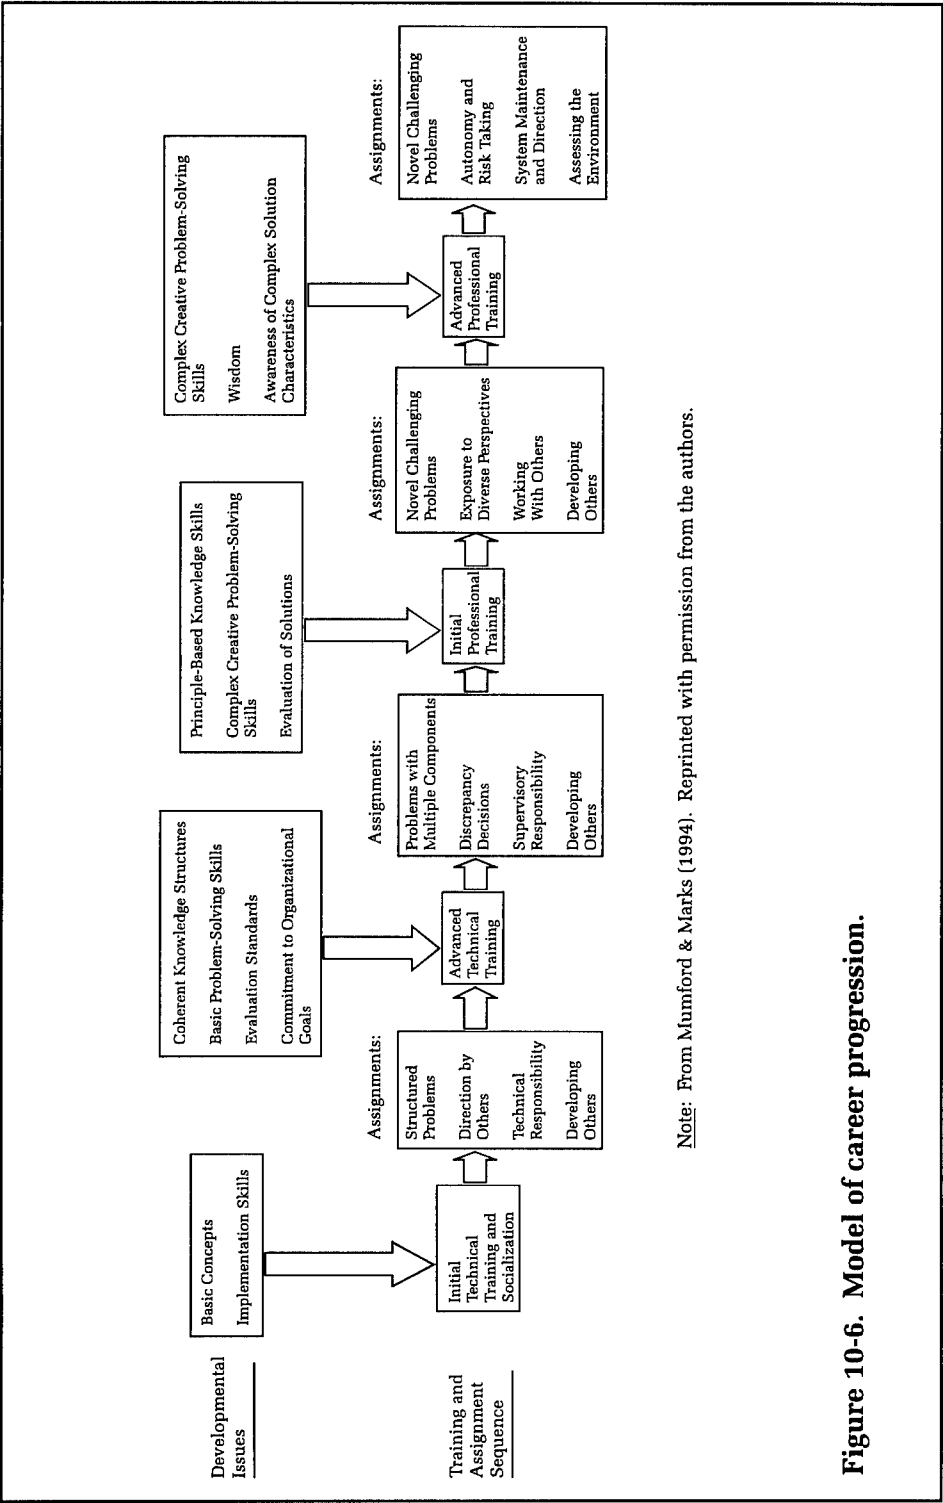 Developmental
Issues
Basic Concepts
Implementation Skills
Coherent Knowledge Structures
Basic Problem-Solving Skills
Evaluation Standards
Commitment to Organizational
Goals
Principle-Based Knowledge Skills
Complex Creative Problem-Solving
Skills
Evaluation of Solutions
Complex Creative Problem-Solving
Skills
Wisdom
Awareness of Complex Solution
Characteristics
Training and
Assignment
Sequence
Initial
Technical
Training and
Socialization
Assignments:
Structured
Problems
Direction by
Others
Technical
Responsibility
Developing
Others
Advanced
Technical
Training
Assignments:
Problems with
Multiple Components
Discrepancy
Decisions
Supervisory
Responsibility
Developing
Others
Initial
Professional
Training
Assignments:
Novel Challenging
Problems
Exposure to
Diverse Perspectives
Working
With Others
Developing
Others
Advanced
Professional
Training
Assignments:
Novel Challenging
Problems
Autonomy and
Risk Taking
System Maintenance
and Direction
Assessing the
Environment
Note: From Mumford & Marks (1994). Reprinted with permission from the authors.
Figure 10-6. Model of career progression.